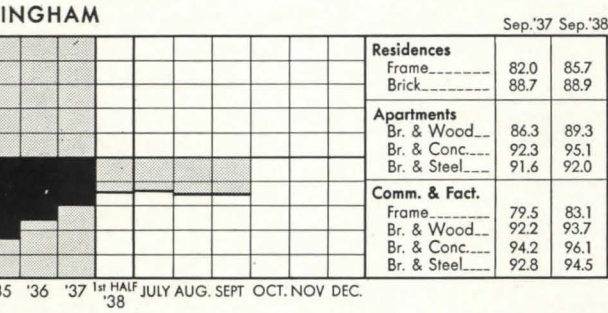 INGHAM
Sep.'37 Sep.'38
Residences
Frame 82.0 85.7
Brick 88.7 88.9
Apartments
Br. & Wood 86.3 89.3
Br. & Conc. 92.3 95.1
Br. & Steel 91.6 92.0
Comm. & Fact.
Frame 79.5 83.1
Br. & Wood 92.2 93.7
Br. & Conc. 94.2 96.1
Br. & Steel 92.8 94.5
35 '36 '37 1st HALF '38 JULY AUG. SEPT OCT. NOV DEC.